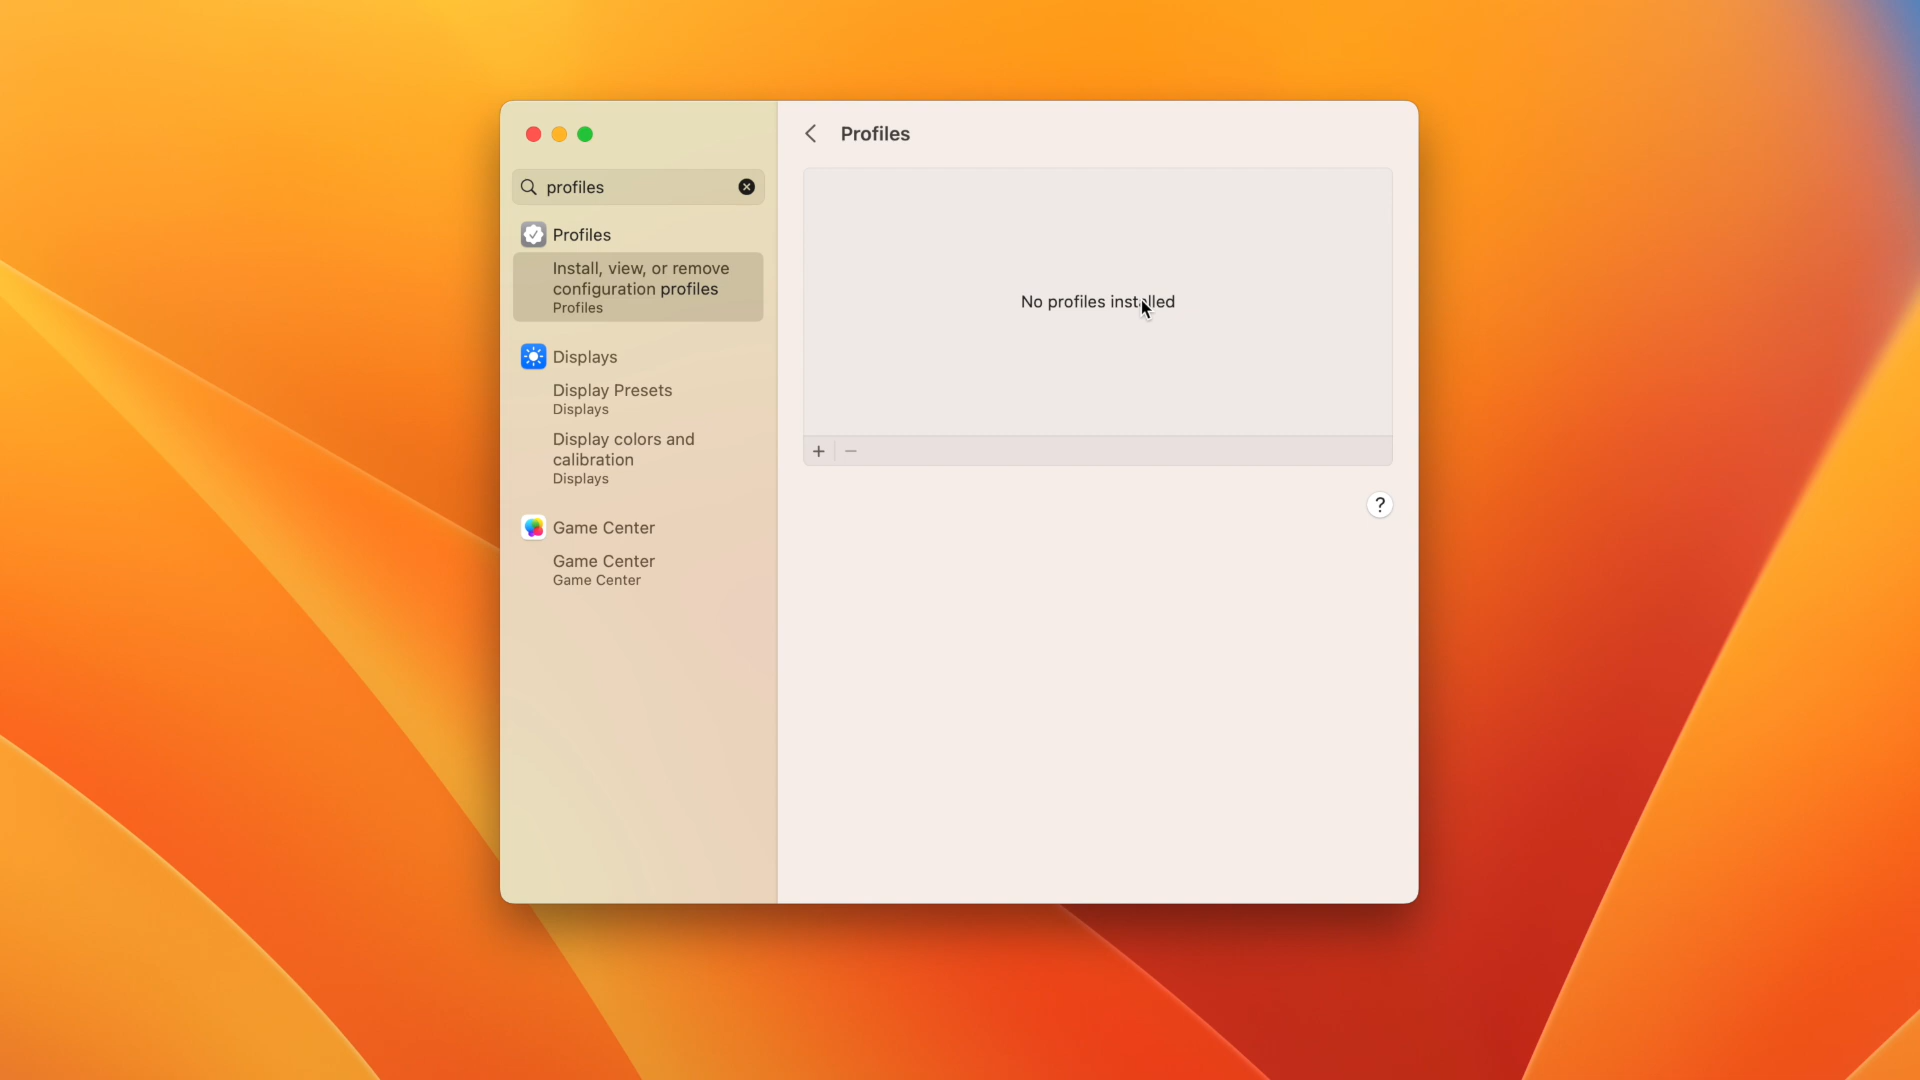 profiles
Profiles
Install, view, or remove
configuration profiles
Profiles
Displays
Display Presets
Displays
Display colors and
calibration
Displays
Game Center
Game Center
Game Center
Profiles
No profiles installed
+ −
?